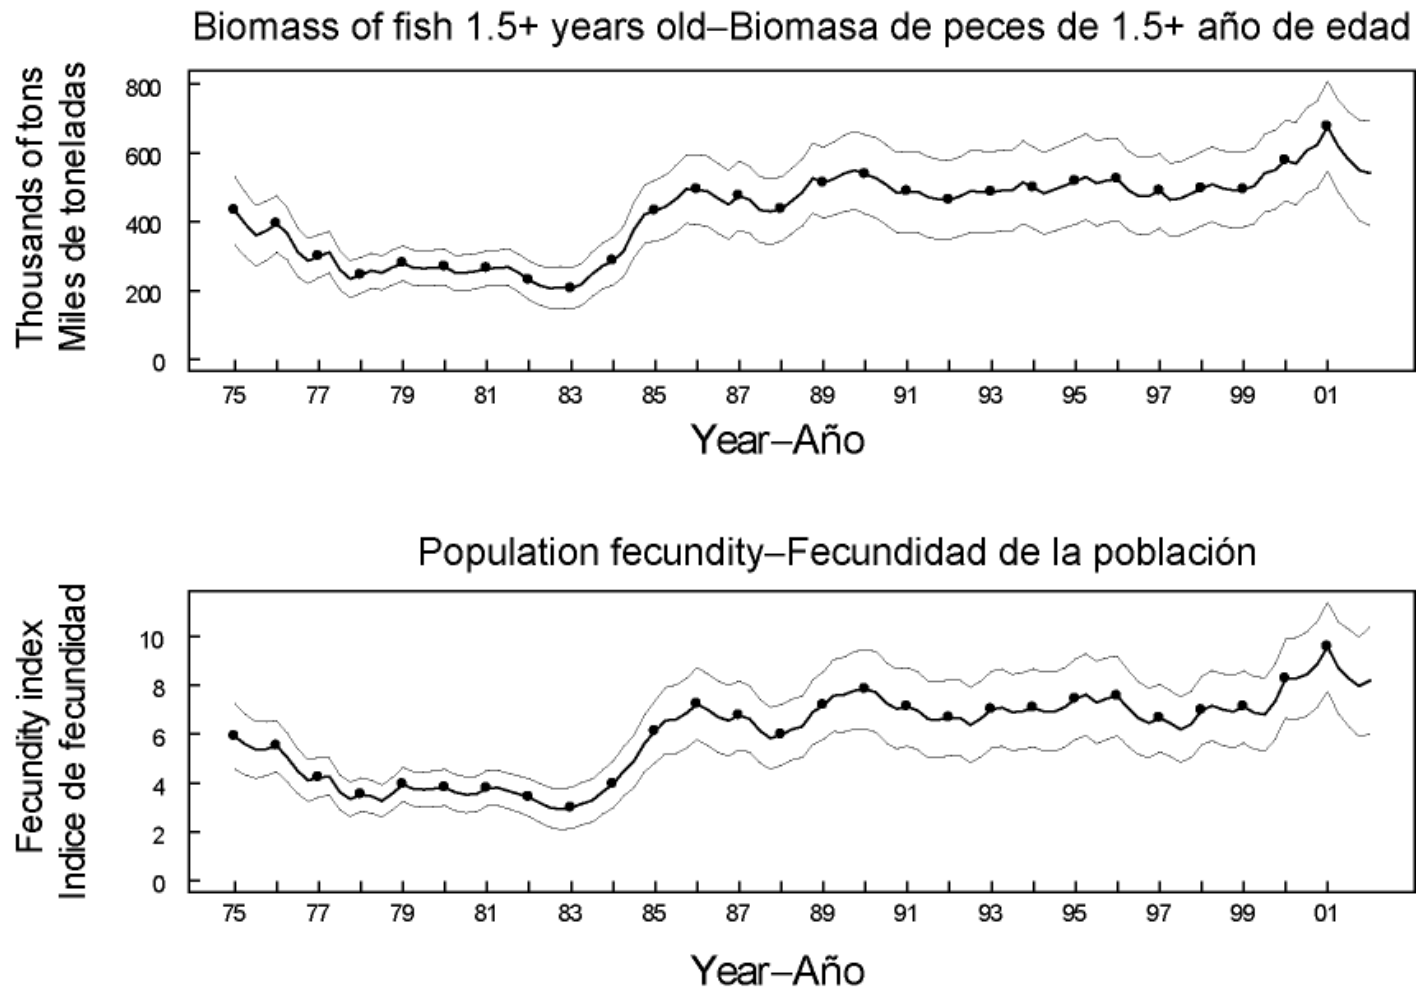 Biomass of fish 1.5+ years old–Biomasa de peces de 1.5+ año de edad
Thousands of tons
Miles de toneladas
800
600
400
200
0
75 77 79 81 83 85 87 89 91 93 95 97 99 01
Year–Año
Population fecundity–Fecundidad de la población
Fecundity index
Indice de fecundidad
10
8
6
4
2
0
75 77 79 81 83 85 87 89 91 93 95 97 99 01
Year–Año